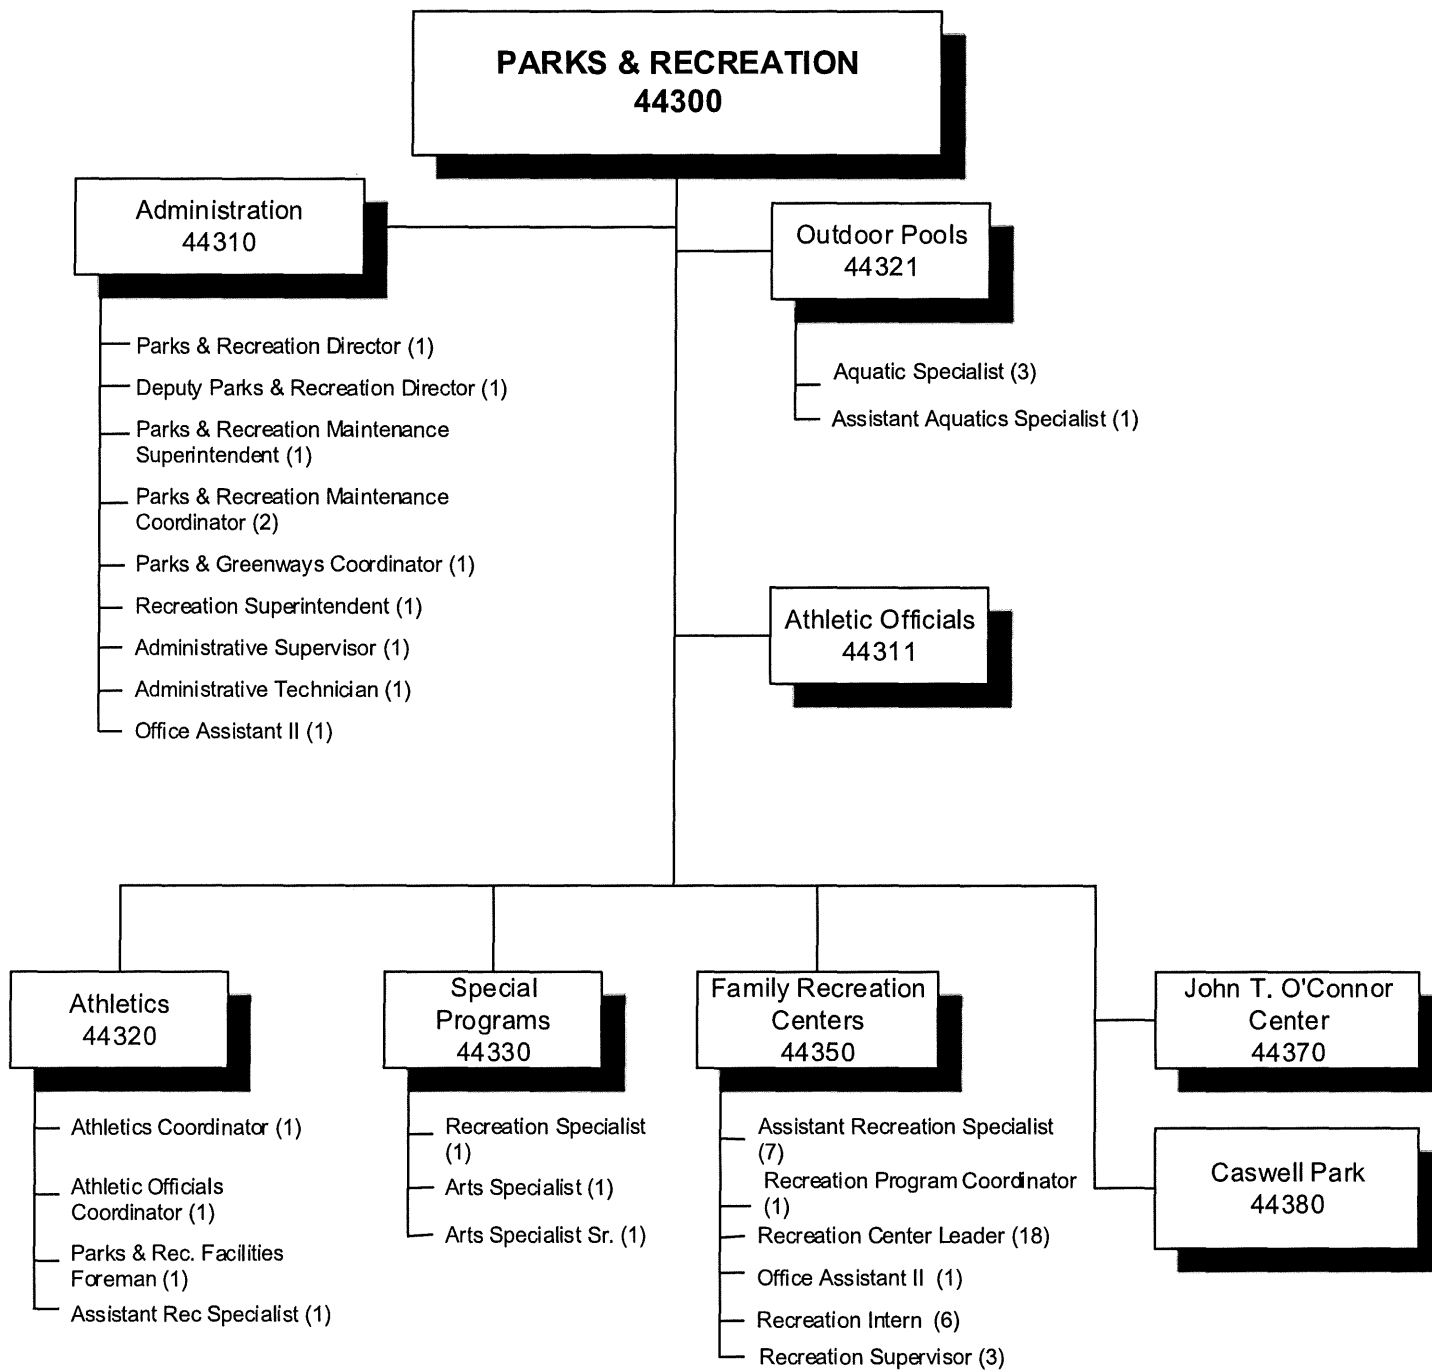 PARKS & RECREATION
44300
Administration
44310
Parks & Recreation Director (1)
Deputy Parks & Recreation Director (1)
Parks & Recreation Maintenance
Superintendent (1)
Parks & Recreation Maintenance
Coordinator (2)
Parks & Greenways Coordinator (1)
Recreation Superintendent (1)
Administrative Supervisor (1)
Administrative Technician (1)
Office Assistant II (1)
Outdoor Pools
44321
Aquatic Specialist (3)
Assistant Aquatics Specialist (1)
Athletic Officials
44311
Athletics
44320
Athletics Coordinator (1)
Athletic Officials
Coordinator (1)
Parks & Rec. Facilities
Foreman (1)
Assistant Rec Specialist (1)
Special
Programs
44330
Recreation Specialist
(1)
Arts Specialist (1)
Arts Specialist Sr. (1)
Family Recreation
Centers
44350
Assistant Recreation Specialist
(7)
Recreation Program Coordinator
(1)
Recreation Center Leader (18)
Office Assistant II (1)
Recreation Intern (6)
Recreation Supervisor (3)
John T. O'Connor
Center
44370
Caswell Park
44380